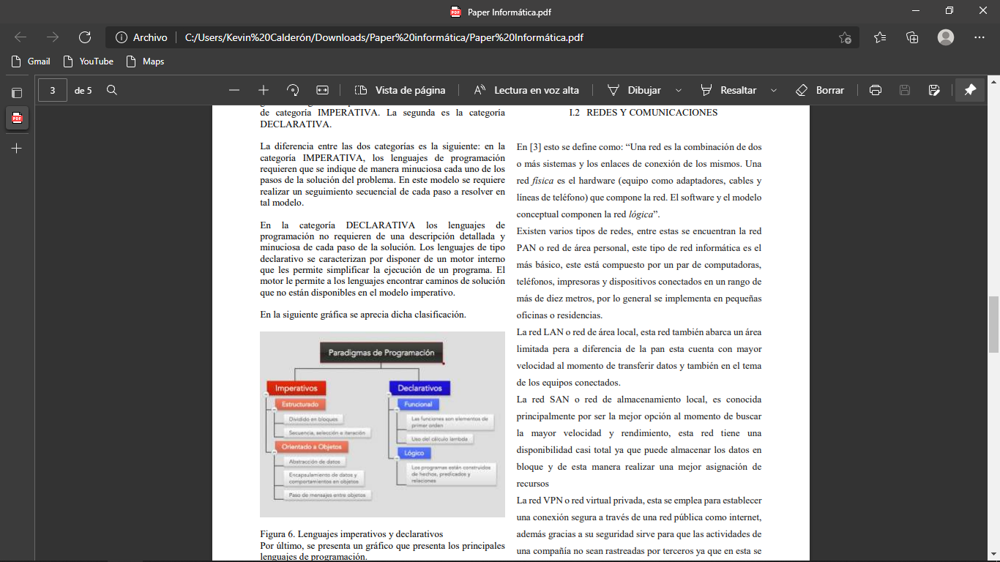 Paper Informática.pdf
Archivo
C:/Users/Kevin%20Calderón/Downloads/Paper%20informática/Paper%20Informática.pdf
Gmail
YouTube
Maps
3
de 5
Vista de página
Lectura en voz alta
Dibujar
Resaltar
Borrar
de categoría IMPERATIVA. La segunda es la categoría
DECLARATIVA.
La diferencia entre las dos categorías es la siguiente: en la
categoría IMPERATIVA, los lenguajes de programación
requieren que se indique de manera minuciosa cada uno de los
pasos de la solución del problema. En este modelo se requiere
realizar un seguimiento secuencial de cada paso a resolver en
tal modelo.
En la categoría DECLARATIVA los lenguajes de
programación no requieren de una descripción detallada y
minuciosa de cada paso de la solución. Los lenguajes de tipo
declarativo se caracterizan por disponer de un motor interno
que les permite simplificar la ejecución de un programa. El
motor le permite a los lenguajes encontrar caminos de solución
que no están disponibles en el modelo imperativo.
En la siguiente gráfica se aprecia dicha clasificación.
Paradigmas de Programación
Imperativos
Estructurado
Dividido en bloques
Secuencia, selección e iteración
Orientado a Objetos
Abstracción de datos
Encapsulamiento de datos y
comportamientos en objetos
Paso de mensajes entre objetos
Declarativos
Funcional
Las funciones son elementos de
primer orden
Uso del cálculo lambda
Lógico
Los programas están construidos
de hechos, predicados y
relaciones
Figura 6. Lenguajes imperativos y declarativos
Por último, se presenta un gráfico que presenta los principales
lenguajes de programación.
I.2 REDES Y COMUNICACIONES
En [3] esto se define como: “Una red es la combinación de dos
o más sistemas y los enlaces de conexión de los mismos. Una
red física es el hardware (equipo como adaptadores, cables y
líneas de teléfono) que compone la red. El software y el modelo
conceptual componen la red lógica”.
Existen varios tipos de redes, entre estas se encuentran la red
PAN o red de área personal, este tipo de red informática es el
más básico, este está compuesto por un par de computadoras,
teléfonos, impresoras y dispositivos conectados en un rango de
más de diez metros, por lo general se implementa en pequeñas
oficinas o residencias.
La red LAN o red de área local, esta red también abarca un área
limitada pera a diferencia de la pan esta cuenta con mayor
velocidad al momento de transferir datos y también en el tema
de los equipos conectados.
La red SAN o red de almacenamiento local, es conocida
principalmente por ser la mejor opción al momento de buscar
la mayor velocidad y rendimiento, esta red tiene una
disponibilidad casi total ya que puede almacenar los datos en
bloque y de esta manera realizar una mejor asignación de
recursos
La red VPN o red virtual privada, esta se emplea para establecer
una conexión segura a través de una red pública como internet,
además gracias a su seguridad sirve para que las actividades de
una compañía no sean rastreadas por terceros ya que en esta se